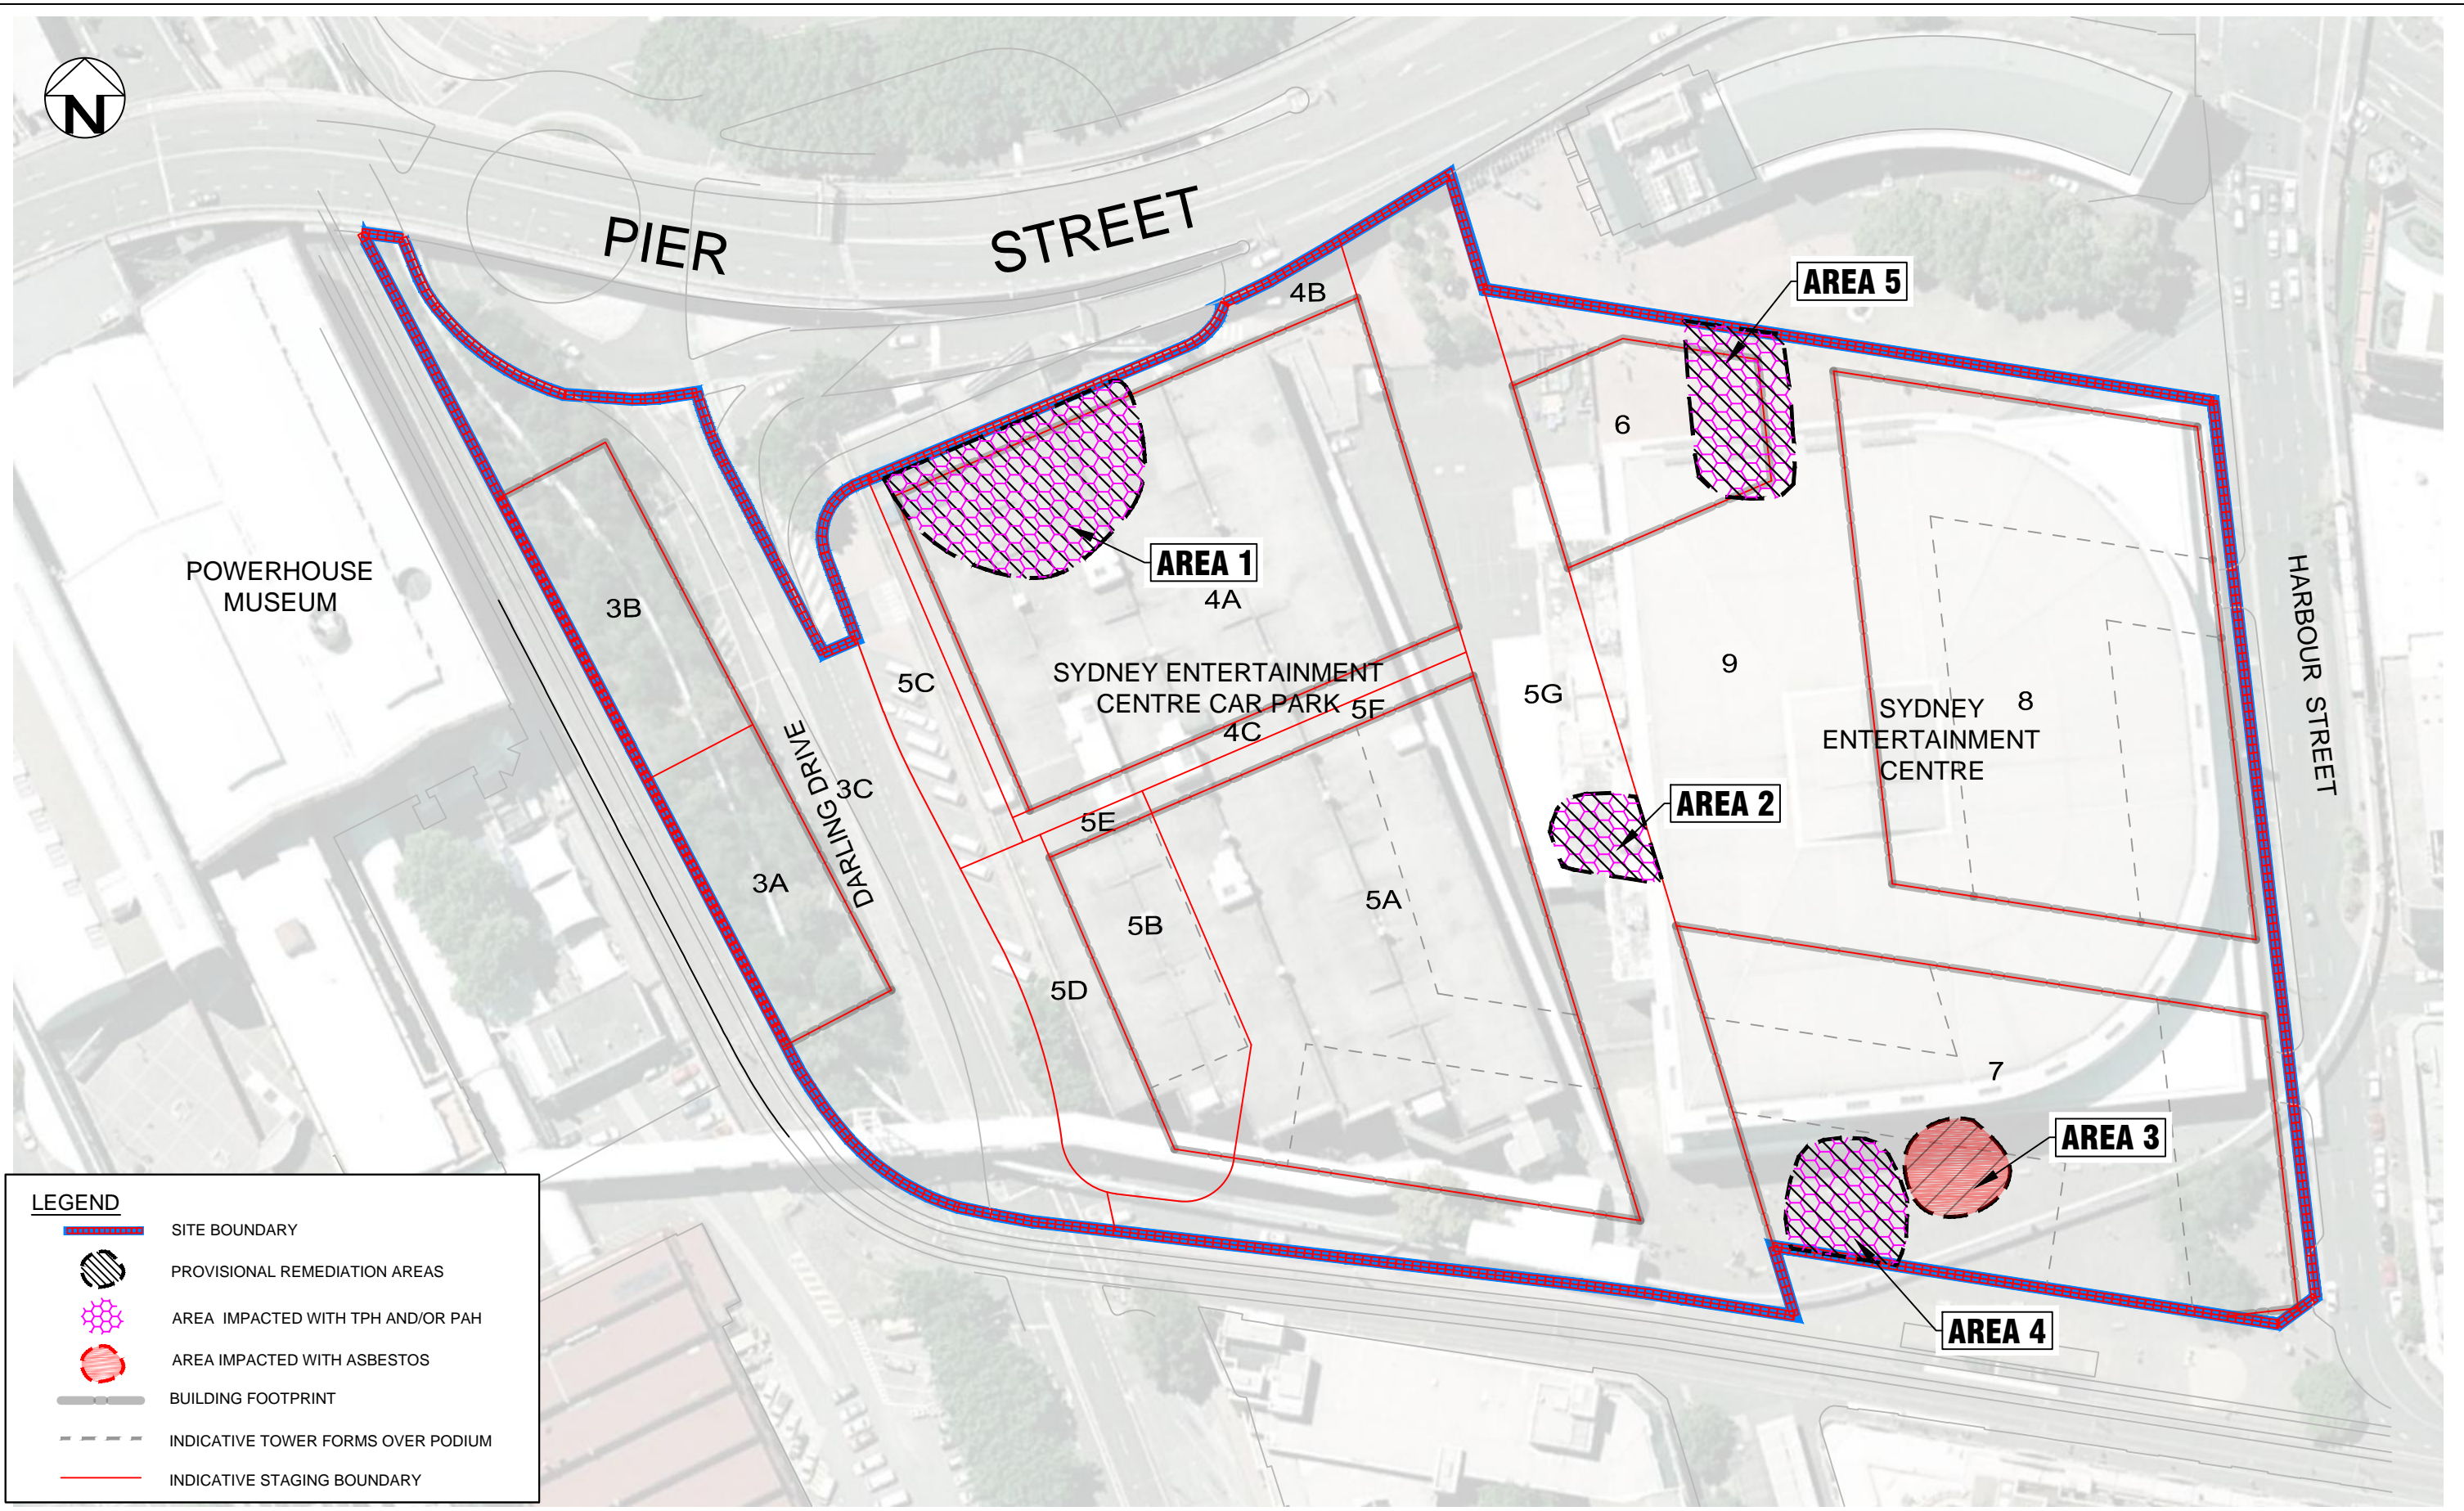 N
PIER STREET
4B
AREA 5
6
AREA 1
4A
POWERHOUSE
MUSEUM
3B
5C
SYDNEY ENTERTAINMENT
CENTRE CAR PARK
5F
4C
5G
9
8
SYDNEY
ENTERTAINMENT
CENTRE
HARBOUR STREET
DARLING DRIVE
3C
AREA 2
5E
3A
5A
5B
5D
7
AREA 3
AREA 4
LEGEND
SITE BOUNDARY
PROVISIONAL REMEDIATION AREAS
AREA IMPACTED WITH TPH AND/OR PAH
AREA IMPACTED WITH ASBESTOS
BUILDING FOOTPRINT
INDICATIVE TOWER FORMS OVER PODIUM
INDICATIVE STAGING BOUNDARY